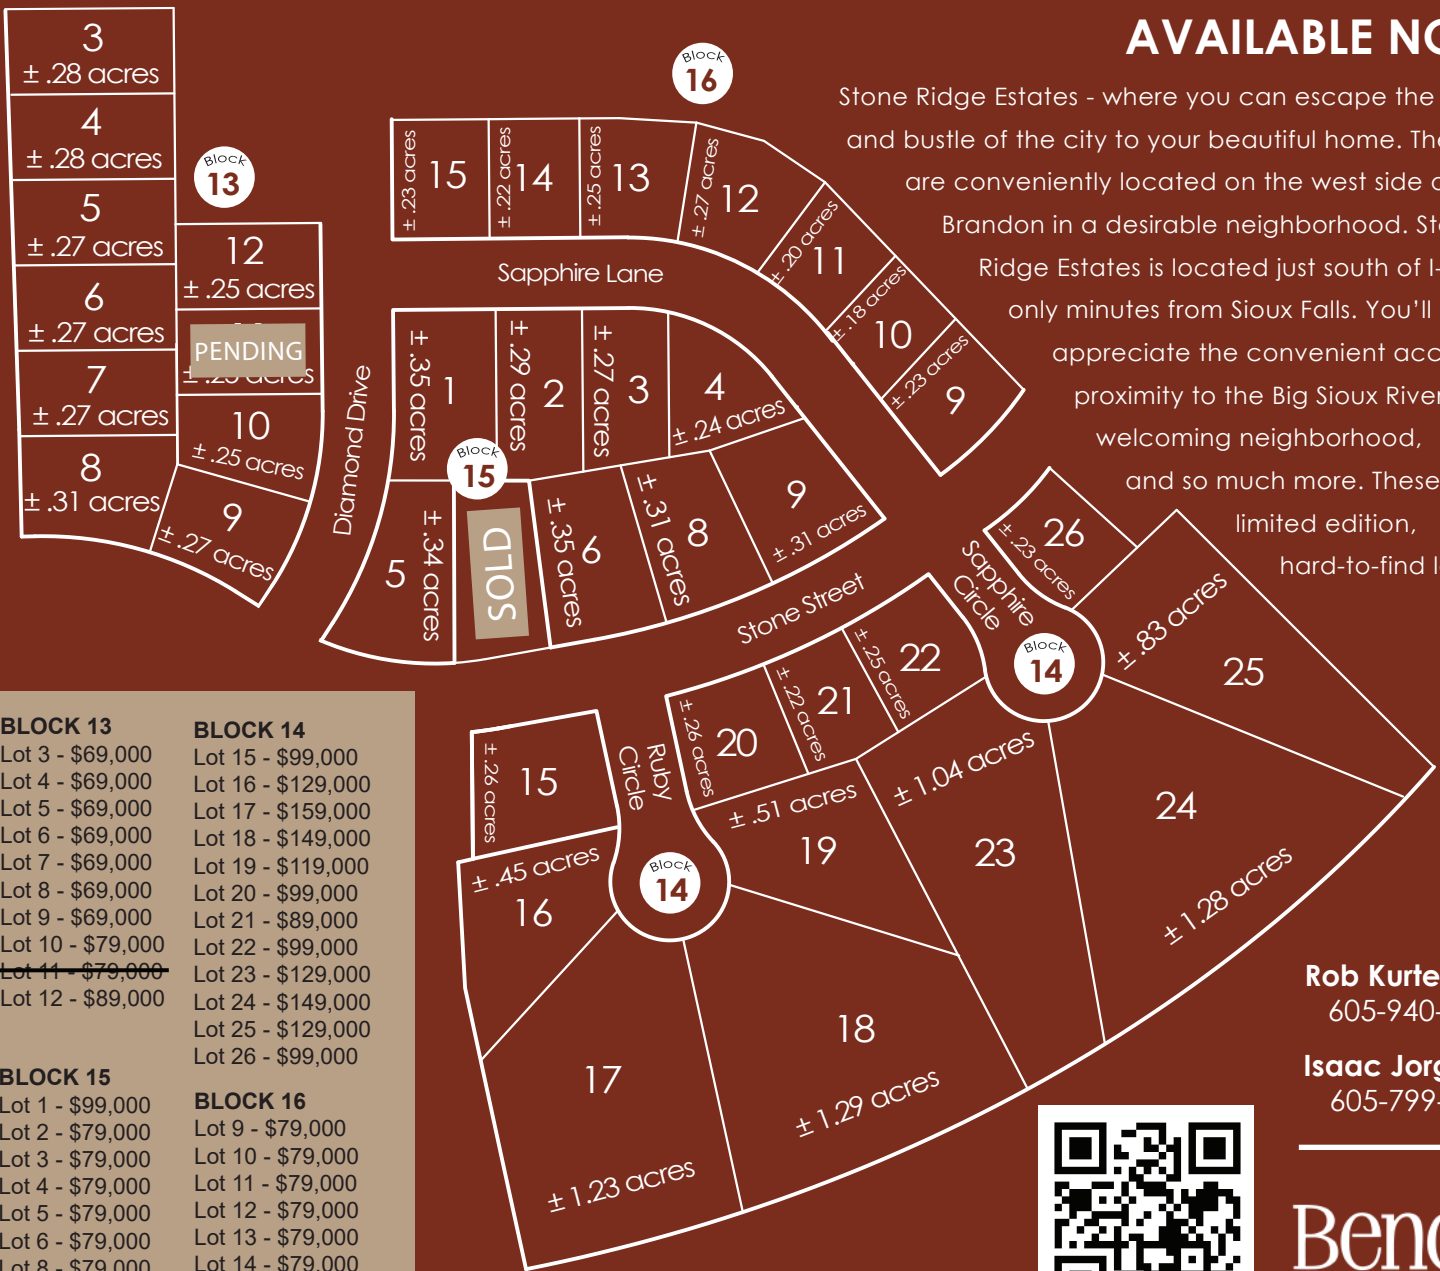 AVAILABLE
Stone Ridge Estates - where you can escape the
and bustle of the city to your beautiful home.
are conveniently located on the west side
Brandon in a desirable neighborhood.
Ridge Estates is located just south of
only minutes from Sioux Falls. You'll
appreciate the convenient
proximity to the Big Sioux
welcoming neighborhood,
and so much more. These
limited edition,
hard-to-find
3
± .28 acres
4
± .28 acres
5
± .27 acres
6
± .27 acres
7
± .27 acres
8
± .31 acres
Block
13
12
± .25 acres
PENDING
10
± .25 acres
9
± .27 acres
Diamond Drive
Block
16
± .23 acres
15
± .22 acres
14
± .25 acres
13
± .27 acres
12
± .20 acres
11
± .18 acres
10
± .23 acres
9
Sapphire Lane
± .35 acres
1
± .29 acres
2
± .27 acres
3
4
± .24 acres
Block
15
5
± .34 acres
SOLD
± .35 acres
6
± .31 acres
8
9
± .31 acres
Stone Street
26
± .23 acres
Sapphire
Circle
Block
14
± .83 acres
25
22
± .25 acres
21
± .22 acres
20
± .26 acres
Ruby
Circle
± .26 acres
15
± .45 acres
16
Block
14
± .51 acres
19
± 1.04 acres
23
24
± 1.28 acres
18
± 1.29 acres
17
± 1.23 acres
BLOCK 13
Lot 3 - $69,000
Lot 4 - $69,000
Lot 5 - $69,000
Lot 6 - $69,000
Lot 7 - $69,000
Lot 8 - $69,000
Lot 9 - $69,000
Lot 10 - $79,000
Lot 11 - $79,000
Lot 12 - $89,000
BLOCK 15
Lot 1 - $99,000
Lot 2 - $79,000
Lot 3 - $79,000
Lot 4 - $79,000
Lot 5 - $79,000
Lot 6 - $79,000
Lot 8 - $79,000
BLOCK 14
Lot 15 - $99,000
Lot 16 - $129,000
Lot 17 - $159,000
Lot 18 - $149,000
Lot 19 - $119,000
Lot 20 - $99,000
Lot 21 - $89,000
Lot 22 - $99,000
Lot 23 - $129,000
Lot 24 - $149,000
Lot 25 - $129,000
Lot 26 - $99,000
BLOCK 16
Lot 9 - $79,000
Lot 10 - $79,000
Lot 11 - $79,000
Lot 12 - $79,000
Lot 13 - $79,000
Lot 14 - $79,000
Rob Kurte
605-940-
Isaac Jorg
605-799-
Bend